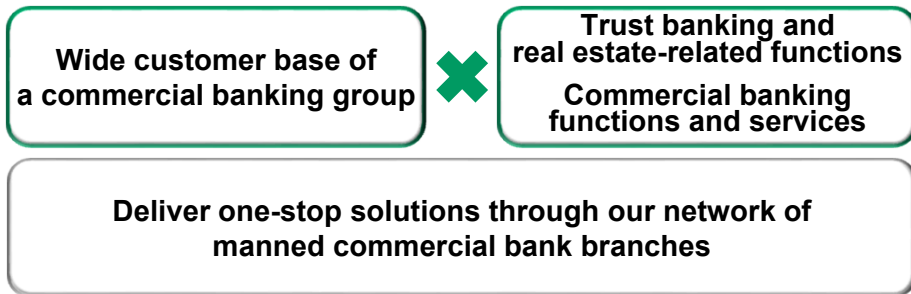 Wide customer base of
a commercial banking group
Trust banking and
real estate-related functions
Commercial banking
functions and services
Deliver one-stop solutions through our network of
manned commercial bank branches